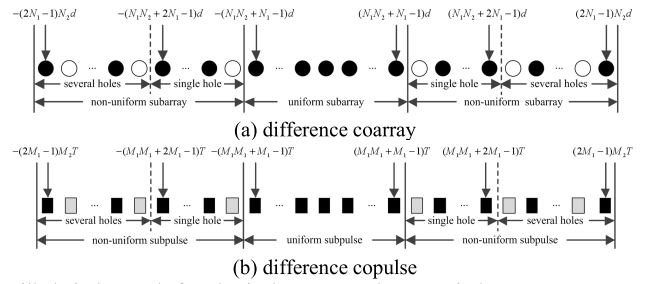 −(2N₁−1)N₂d −(N₁N₂+2N₁−1)d −(N₁N₂+N₁−1)d (N₁N₂+N₁−1)d (N₁N₂+2N₁−1)d (2N₁−1)N₂d
... ... ... ... ... ...
several holes single hole single hole several holes
non-uniform subarray uniform subarray non-uniform subarray
(a) difference coarray
−(2M₁−1)M₂T −(M₁M₁+2M₁−1)T −(M₁M₁+M₁−1)T (M₁M₁+M₁−1)T (M₁M₁+2M₁−1)T (2M₁−1)M₂T
... ... ... ... ... ...
several holes single hole single hole several holes
non-uniform subpulse uniform subpulse non-uniform subpulse
(b) difference copulse